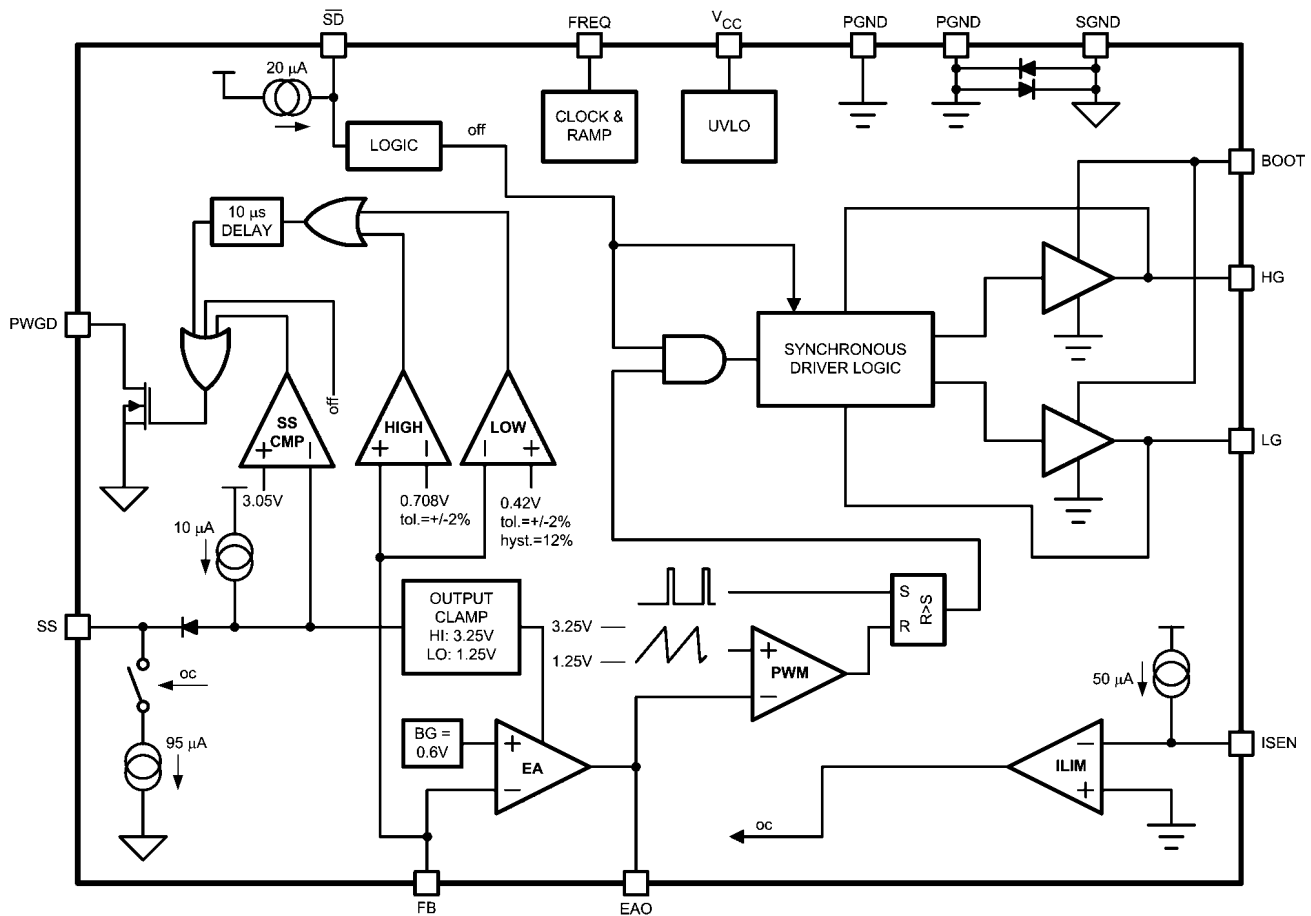 SD
FREQ
VCC
PGND
PGND
SGND
20 μA
LOGIC
off
CLOCK &
RAMP
UVLO
BOOT
10 μs
DELAY
HG
PWGD
SYNCHRONOUS
DRIVER LOGIC
off
SS
CMP
+
–
HIGH
+
–
LOW
–
+
LG
3.05V
0.708V
tol.=+/-2%
0.42V
tol.=+/-2%
hyst.=12%
10 μA
OUTPUT
CLAMP
HI: 3.25V
LO: 1.25V
S
R
R>S
SS
3.25V
1.25V
+
–
PWM
oc
50 μA
95 μA
BG =
0.6V
+
–
EA
–
+
ILIM
ISEN
oc
FB
EAO